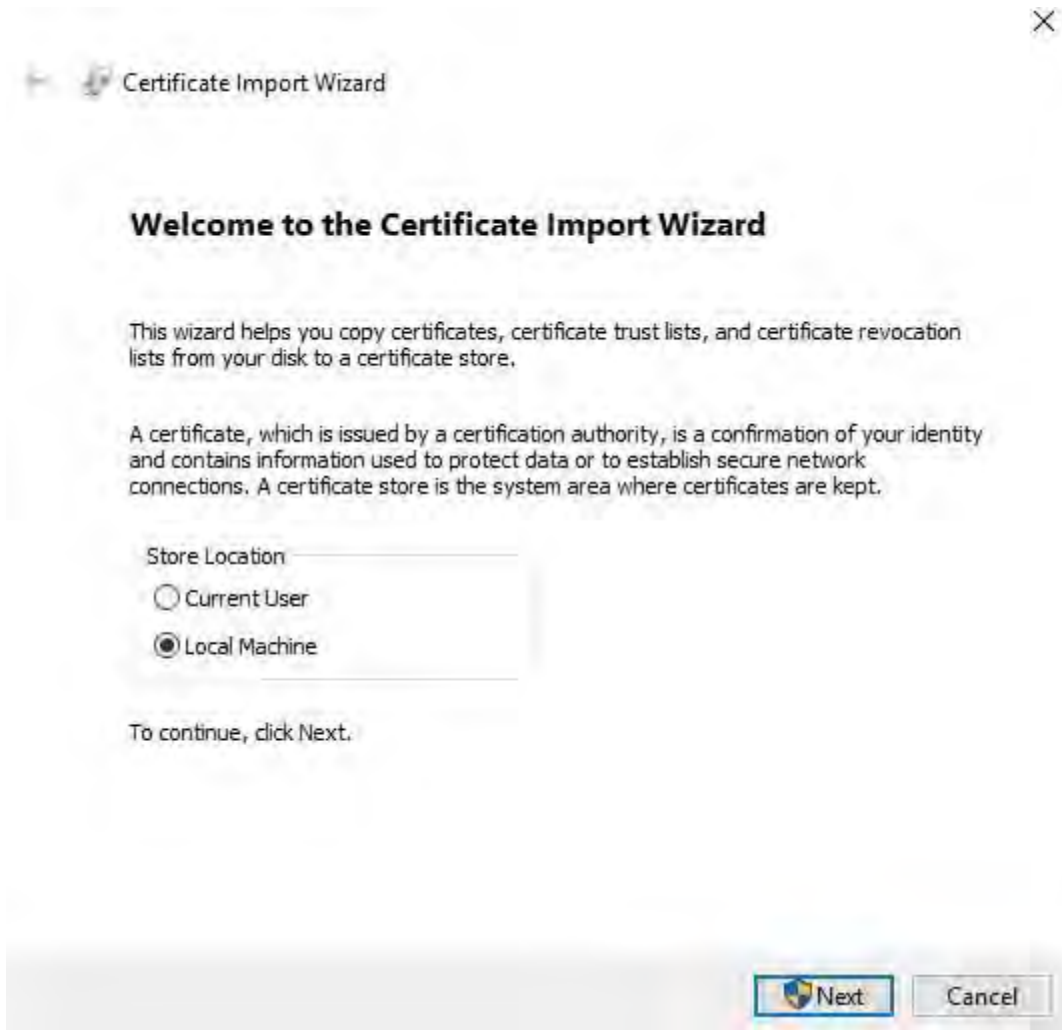 Certificate Import Wizard
Welcome to the Certificate Import Wizard
This wizard helps you copy certificates, certificate trust lists, and certificate revocation
lists from your disk to a certificate store.
A certificate, which is issued by a certification authority, is a confirmation of your identity
and contains information used to protect data or to establish secure network
connections. A certificate store is the system area where certificates are kept.
Store Location
Current User
Local Machine
To continue, click Next.
Next
Cancel